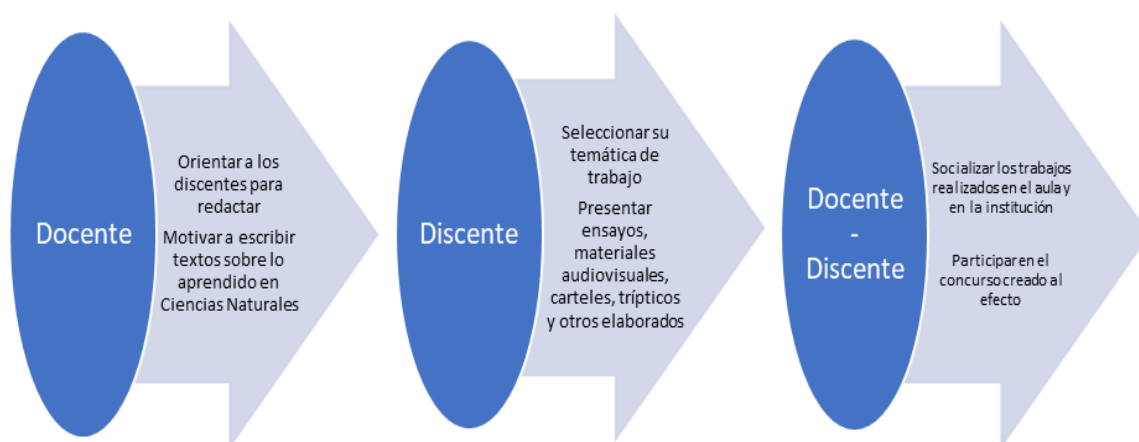 Docente
Orientar a los
discentes para
redactar
Motivar a escribir
textos sobre lo
aprendido en
Ciencias Naturales
Discente
Seleccionar su
temática de
trabajo
Presentar
ensayos,
materiales
audiovisuales,
carteles, trípticos
y otros elaborados
Docente
-
Discente
Socializar los trabajos
realizados en el aula y
en la institución
Participar en el
concurso creado al
efecto